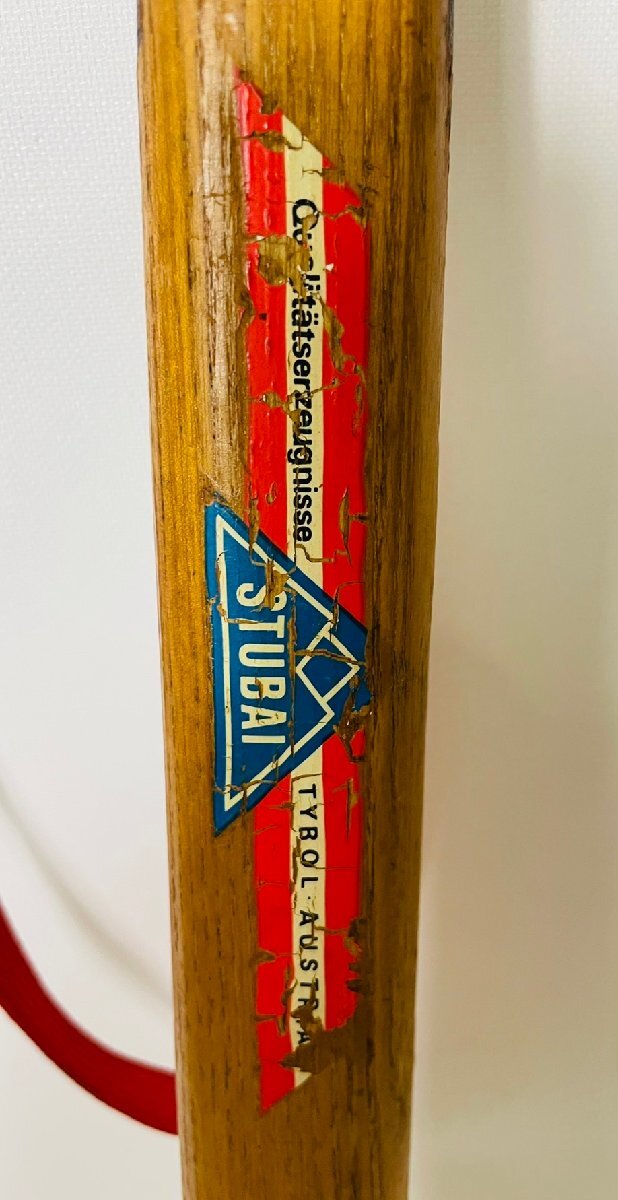 Qualitätserzeugnisse
STUBAI
TYROL · AUSTRIA